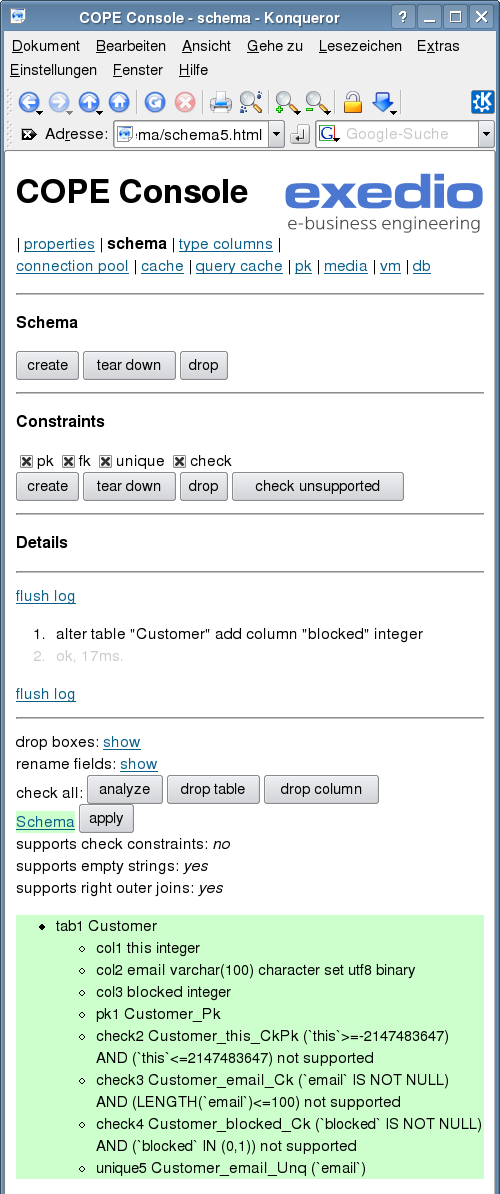 COPE Console - schema - Konqueror
Dokument Bearbeiten Ansicht Gehe zu Lesezeichen Extras
Einstellungen Fenster Hilfe
Adresse: ma/schema5.html Google-Suche
COPE Console
exedio
e-business engineering
| properties | schema | type columns |
connection pool | cache | query cache | pk | media | vm | db
Schema
create tear down drop
Constraints
pk fk unique check
create tear down drop check unsupported
Details
flush log
1. alter table "Customer" add column "blocked" integer
2. ok, 17ms.
flush log
drop boxes: show
rename fields: show
check all: analyze drop table drop column
Schema apply
supports check constraints: no
supports empty strings: yes
supports right outer joins: yes
tab1 Customer
col1 this integer
col2 email varchar(100) character set utf8 binary
col3 blocked integer
pk1 Customer_Pk
check2 Customer_this_CkPk (`this`>=-2147483647)
AND (`this`<=2147483647) not supported
check3 Customer_email_Ck (`email` IS NOT NULL)
AND (LENGTH(`email`)<=100) not supported
check4 Customer_blocked_Ck (`blocked` IS NOT NULL)
AND (`blocked` IN (0,1)) not supported
unique5 Customer_email_Unq (`email`)